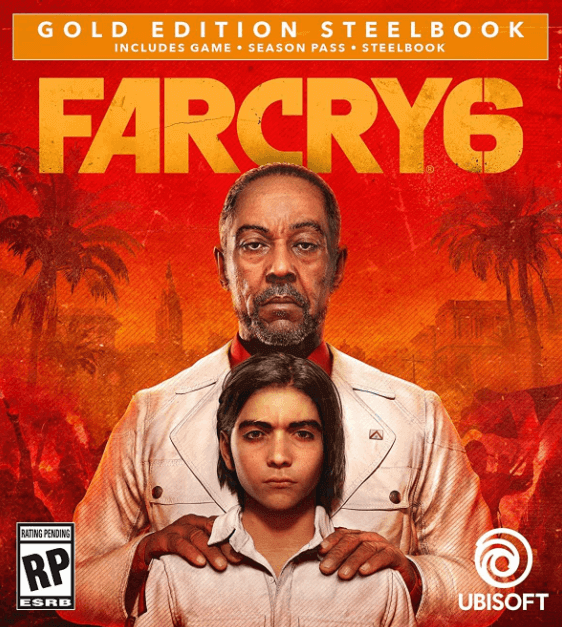 GOLD EDITION STEELBOOK
INCLUDES GAME • SEASON PASS • STEELBOOK
FARCRY6
®
RATING PENDING
RP
ESRB
UBISOFT